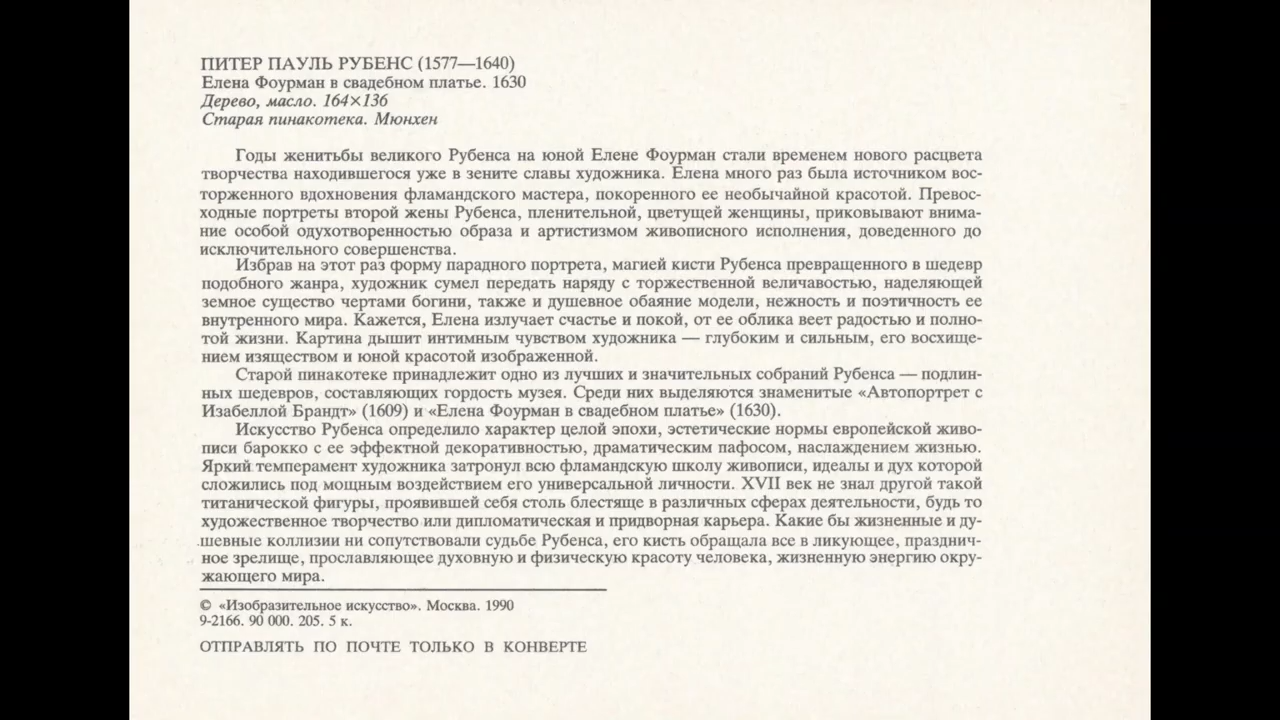 ПИТЕР ПАУЛЬ РУБЕНС (1577—1640)
Елена Фоурман в свадебном платье. 1630
Дерево, масло. 164×136
Старая пинакотека. Мюнхен
Годы женитьбы великого Рубенса на юной Елене Фоурман стали временем нового расцвета
творчества находившегося уже в зените славы художника. Елена много раз была источником вос-
торженного вдохновения фламандского мастера, покоренного ее необычайной красотой. Превос-
ходные портреты второй жены Рубенса, пленительной, цветущей женщины, приковывают внима-
ние особой одухотворенностью образа и артистизмом живописного исполнения, доведенного до
исключительного совершенства.
Избрав на этот раз форму парадного портрета, магией кисти Рубенса превращенного в шедевр
подобного жанра, художник сумел передать наряду с торжественной величавостью, наделяющей
земное существо чертами богини, также и душевное обаяние модели, нежность и поэтичность ее
внутренного мира. Кажется, Елена излучает счастье и покой, от ее облика веет радостью и полно-
той жизни. Картина дышит интимным чувством художника — глубоким и сильным, его восхище-
нием изяществом и юной красотой изображенной.
Старой пинакотеке принадлежит одно из лучших и значительных собраний Рубенса — подлин-
ных шедевров, составляющих гордость музея. Среди них выделяются знаменитые «Автопортрет с
Изабеллой Брандт» (1609) и «Елена Фоурман в свадебном платье» (1630).
Искусство Рубенса определило характер целой эпохи, эстетические нормы европейской живо-
писи барокко с ее эффектной декоративностью, драматическим пафосом, наслаждением жизнью.
Яркий темперамент художника затронул всю фламандскую школу живописи, идеалы и дух которой
сложились под мощным воздействием его универсальной личности. XVII век не знал другой такой
титанической фигуры, проявившей себя столь блестяще в различных сферах деятельности, будь то
художественное творчество или дипломатическая и придворная карьера. Какие бы жизненные и ду-
шевные коллизии ни сопутствовали судьбе Рубенса, его кисть обращала все в ликующее, празднич-
ное зрелище, прославляющее духовную и физическую красоту человека, жизненную энергию окру-
жающего мира.
© «Изобразительное искусство». Москва. 1990
9-2166. 90 000. 205. 5 к.
ОТПРАВЛЯТЬ ПО ПОЧТЕ ТОЛЬКО В КОНВЕРТЕ